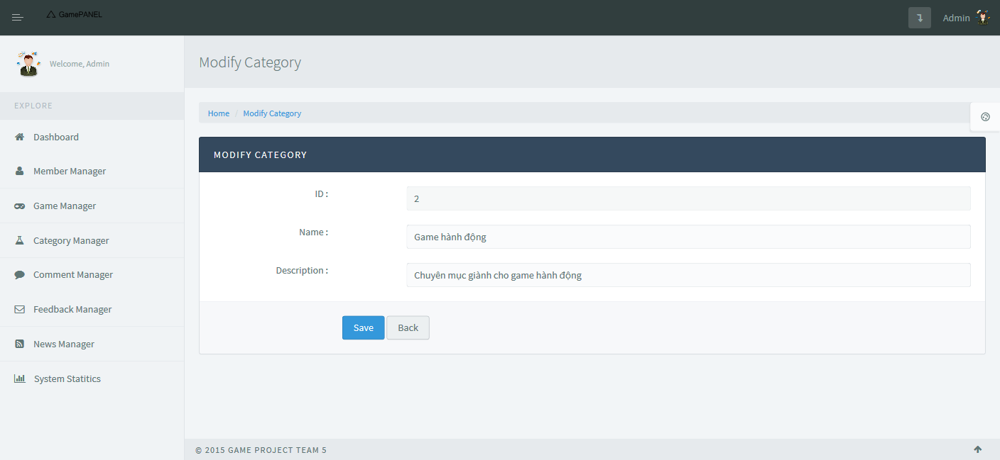 GamePANEL
Admin
Welcome, Admin
EXPLORE
Dashboard
Member Manager
Game Manager
Category Manager
Comment Manager
Feedback Manager
News Manager
System Statitics
Modify Category
Home / Modify Category
MODIFY CATEGORY
ID :
2
Name :
Game hành động
Description :
Chuyên mục giành cho game hành động
Save
Back
© 2015 GAME PROJECT TEAM 5